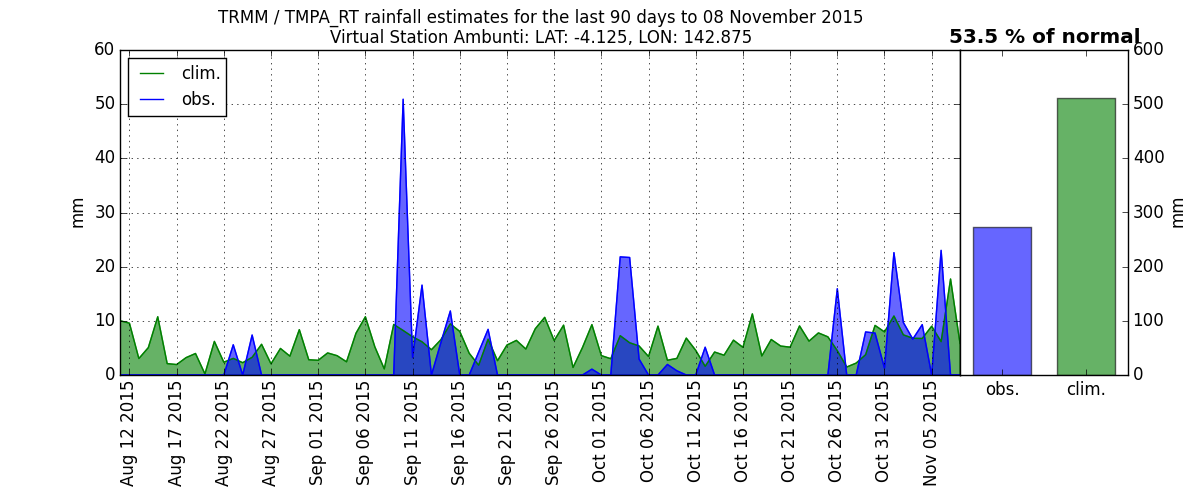 TRMM / TMPA_RT rainfall estimates for the last 90 days to 08 November 2015
Virtual Station Ambunti: LAT: -4.125, LON: 142.875
53.5 % of normal
clim.
obs.
60
50
40
30
20
10
0
mm
Aug 12 2015
Aug 17 2015
Aug 22 2015
Aug 27 2015
Sep 01 2015
Sep 06 2015
Sep 11 2015
Sep 16 2015
Sep 21 2015
Sep 26 2015
Oct 01 2015
Oct 06 2015
Oct 11 2015
Oct 16 2015
Oct 21 2015
Oct 26 2015
Oct 31 2015
Nov 05 2015
600
500
400
300
200
100
0
mm
obs.
clim.